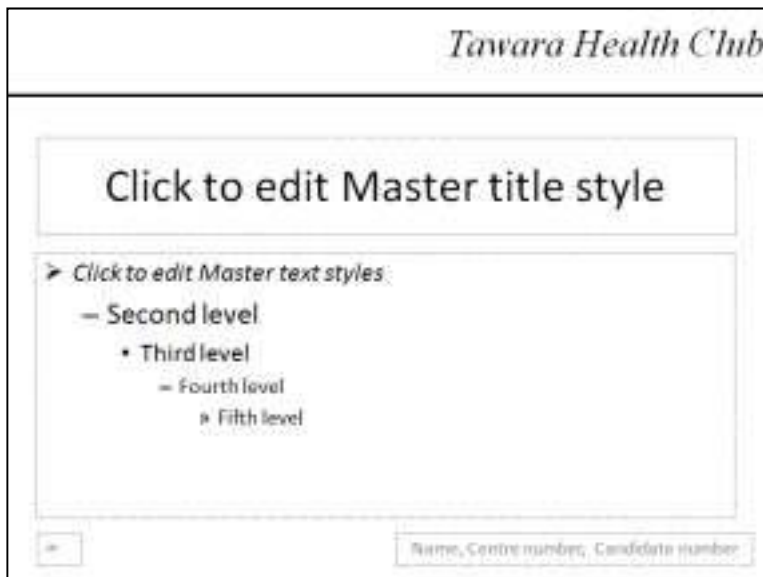 Tawara Health Club
Click to edit Master title style
➢ Click to edit Master text styles
– Second level
• Third level
– Fourth level
» Fifth level
Name, Centre number, Candidate number